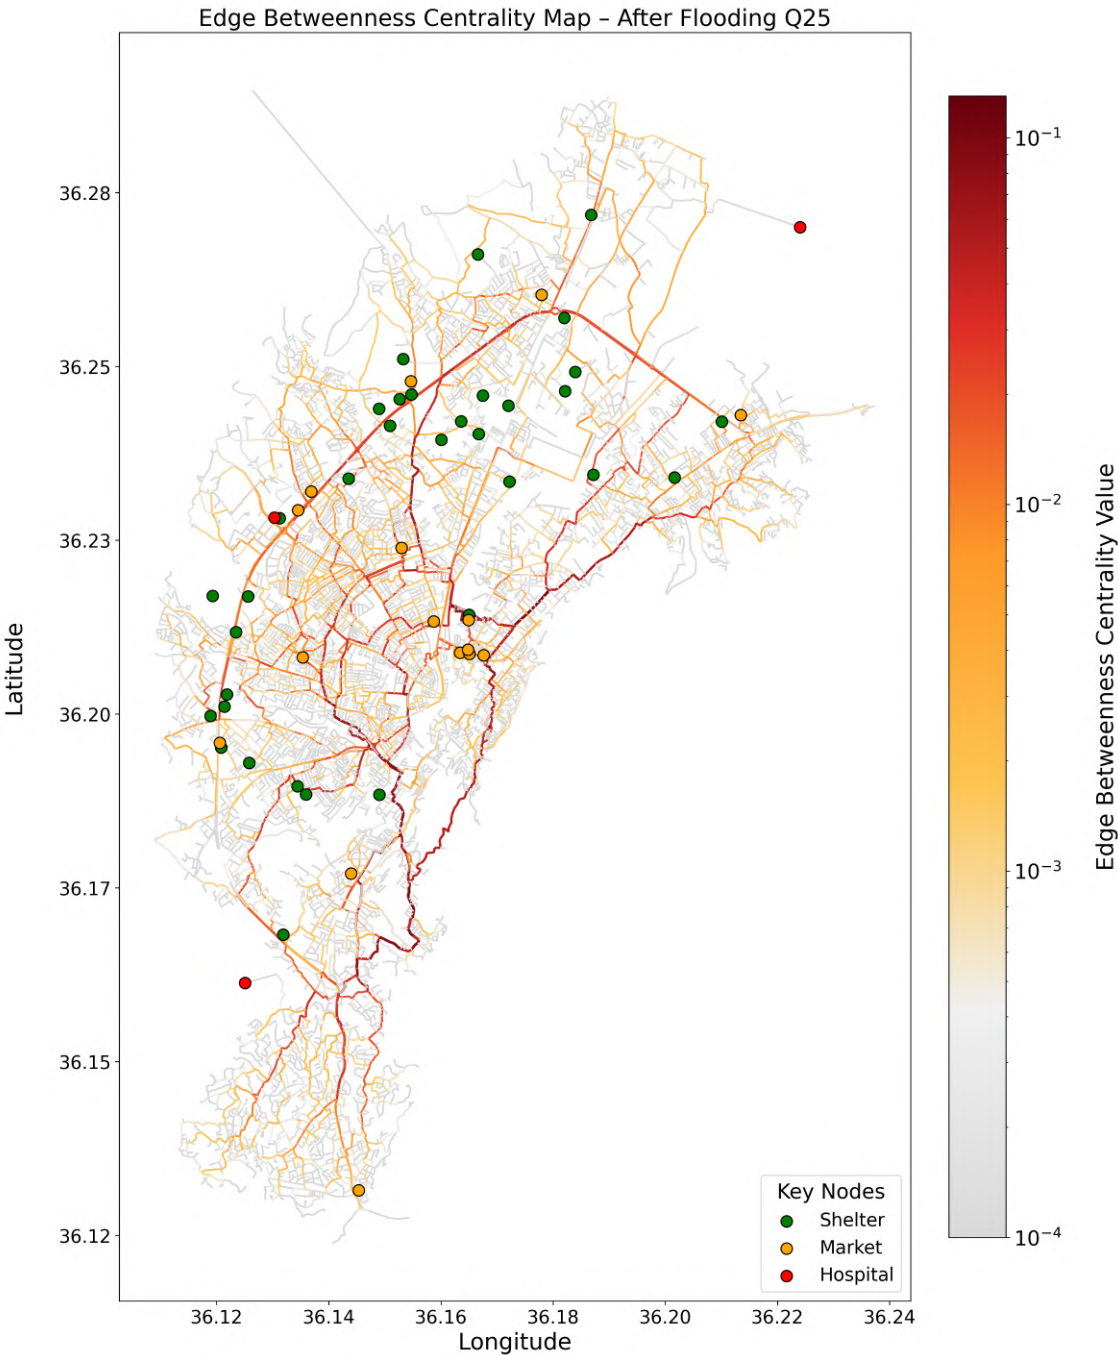 Edge Betweenness Centrality Map – After Flooding Q25
36.28
36.25
36.23
36.20
36.17
36.15
36.12
Latitude
36.12 36.14 36.16 36.18 36.20 36.22 36.24
Longitude
Key Nodes
Shelter
Market
Hospital
10⁻¹
10⁻²
10⁻³
10⁻⁴
Edge Betweenness Centrality Value